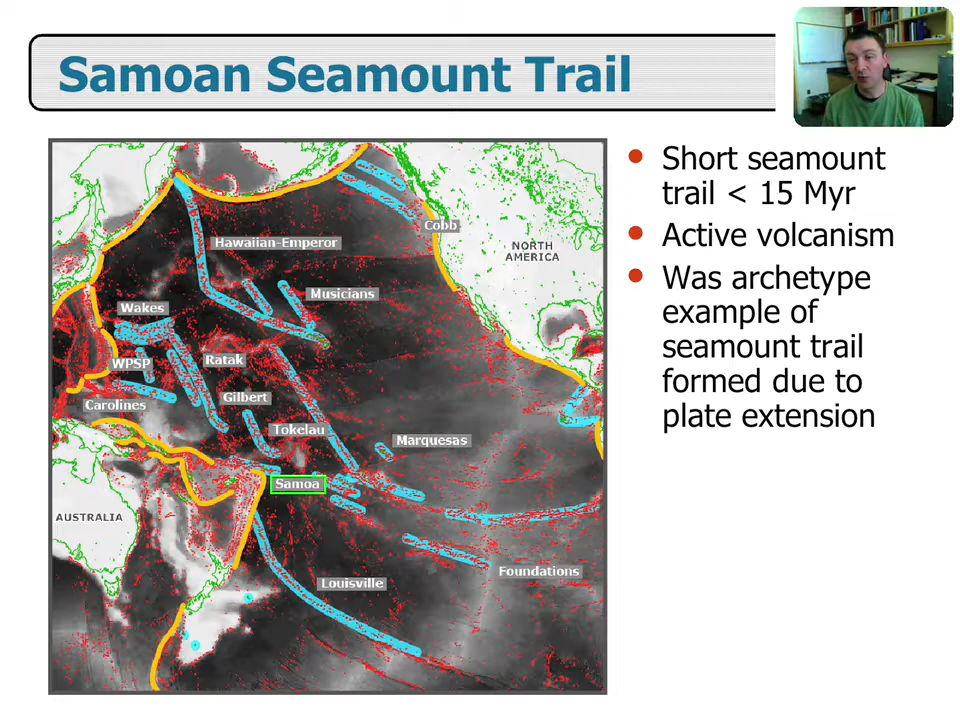 Samoan Seamount Trail
Short seamount
trail < 15 Myr
Active volcanism
Was archetype
example of
seamount trail
formed due to
plate extension
Cobb
Hawaiian–Emperor
NORTH
AMERICA
Musicians
Wakes
WPSP
Ratak
Carolines
Gilbert
Tokelau
Marquesas
Samoa
AUSTRALIA
Foundations
Louisville